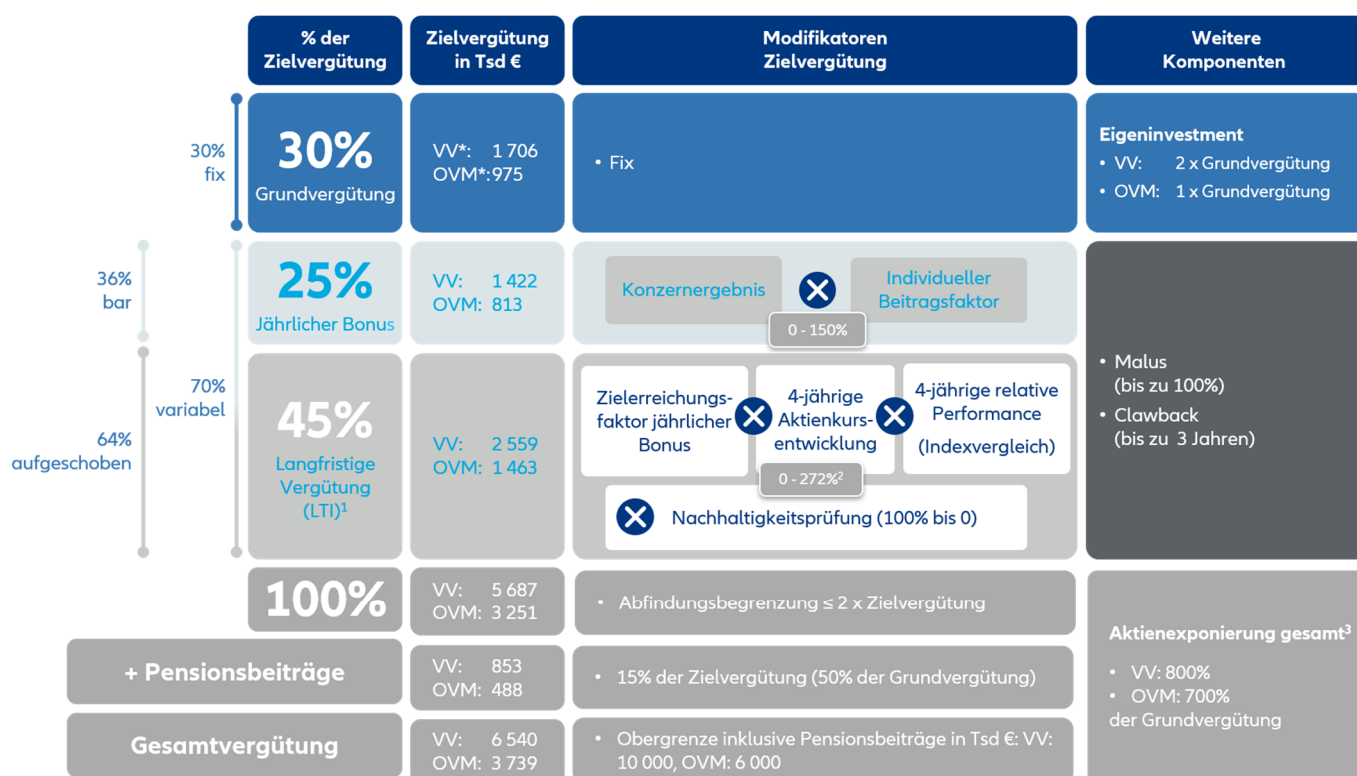 % der
Zielvergütung
Zielvergütung
in Tsd €
Modifikatoren
Zielvergütung
Weitere
Komponenten
30%
fix
30%
Grundvergütung
VV*: 1 706
OVM*:975
• Fix
Eigeninvestment
• VV: 2 x Grundvergütung
• OVM: 1 x Grundvergütung
36%
bar
25%
Jährlicher Bonus
VV: 1 422
OVM: 813
Konzernergebnis
Individueller
Beitragsfaktor
0 - 150%
70%
variabel
64%
aufgeschoben
45%
Langfristige
Vergütung
(LTI)¹
VV: 2 559
OVM: 1 463
Zielerreichungs-
faktor jährlicher
Bonus
4-jährige
Aktienkurs-
entwicklung
4-jährige relative
Performance
(Indexvergleich)
0 - 272%²
Nachhaltigkeitsprüfung (100% bis 0)
• Malus
(bis zu 100%)
• Clawback
(bis zu 3 Jahren)
100%
VV: 5 687
OVM: 3 251
• Abfindungsbegrenzung ≤ 2 x Zielvergütung
+ Pensionsbeiträge
VV: 853
OVM: 488
• 15% der Zielvergütung (50% der Grundvergütung)
Gesamtvergütung
VV: 6 540
OVM: 3 739
• Obergrenze inklusive Pensionsbeiträge in Tsd €: VV:
10 000, OVM: 6 000
Aktienexponierung gesamt³
• VV: 800%
• OVM: 700%
der Grundvergütung